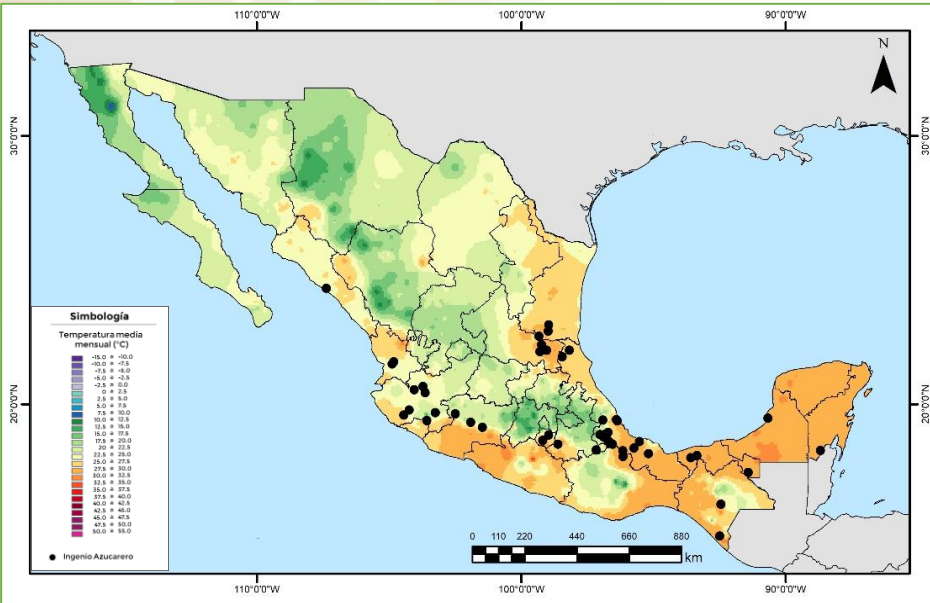 110°0'0"W 100°0'0"W 90°0'0"W
N
30°0'0"N 30°0'0"N
20°0'0"N 20°0'0"N
Simbología
Temperatura media
mensual (°C)
-15.0 a -10.0
-10.0 a -7.5
-7.5 a -5.0
-5.0 a -2.5
-2.5 a 0.0
0 a 2.5
2.5 a 5.0
5.0 a 7.5
7.5 a 10.0
10.0 a 12.5
12.5 a 15.0
15.0 a 17.5
17.5 a 20.0
20 a 22.5
22.5 a 25.0
25.0 a 27.5
27.5 a 30.0
30.0 a 32.5
32.5 a 35.0
35.0 a 37.5
37.5 a 40.0
40.0 a 42.5
42.5 a 45.0
45.0 a 47.5
47.5 a 50.0
50.0 a 55.0
Ingenio Azucarero
0 110 220 440 660 880
km
110°0'0"W 100°0'0"W 90°0'0"W